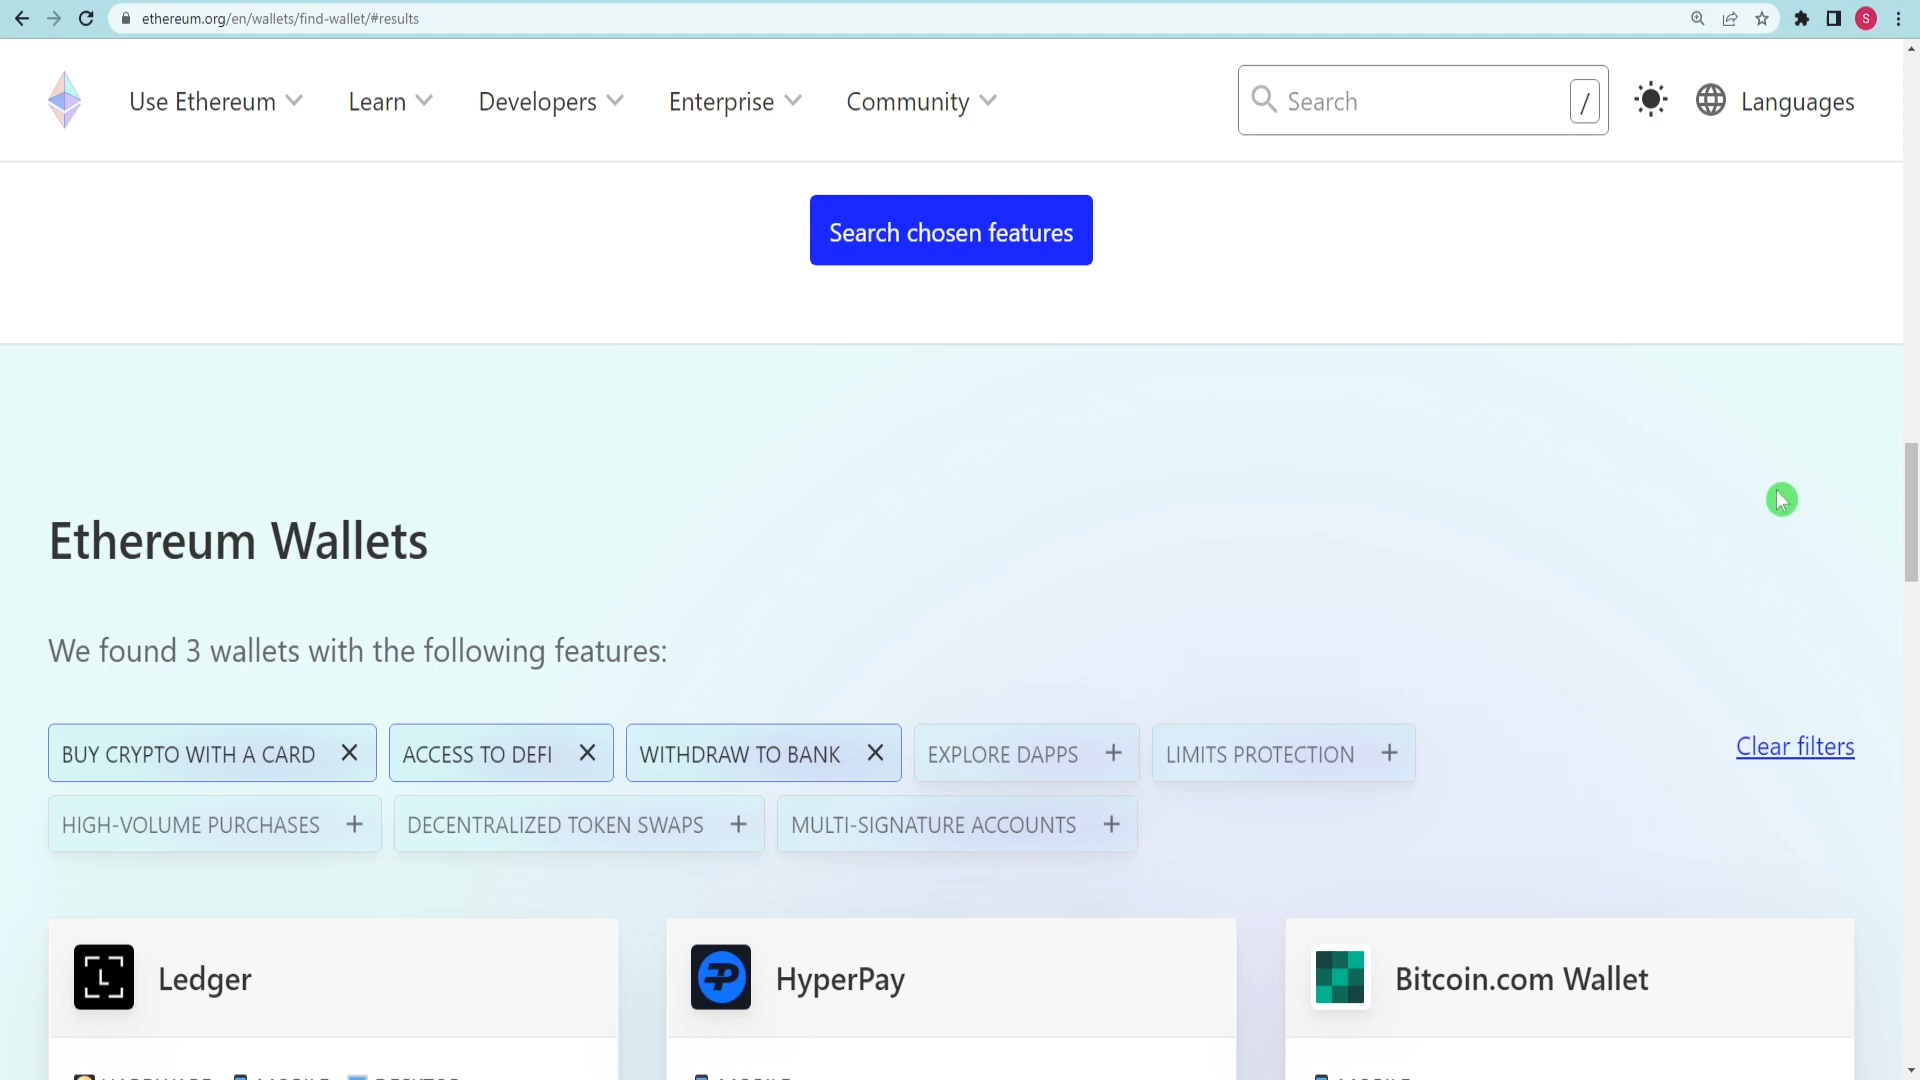 ethereum.org/en/wallets/find-wallet/#results
S
Use Ethereum
Learn
Developers
Enterprise
Community
Search
/
Languages
Search chosen features
Ethereum Wallets
We found 3 wallets with the following features:
BUY CRYPTO WITH A CARD
ACCESS TO DEFI
WITHDRAW TO BANK
EXPLORE DAPPS
LIMITS PROTECTION
Clear filters
HIGH-VOLUME PURCHASES
DECENTRALIZED TOKEN SWAPS
MULTI-SIGNATURE ACCOUNTS
L
Ledger
HyperPay
Bitcoin.com Wallet